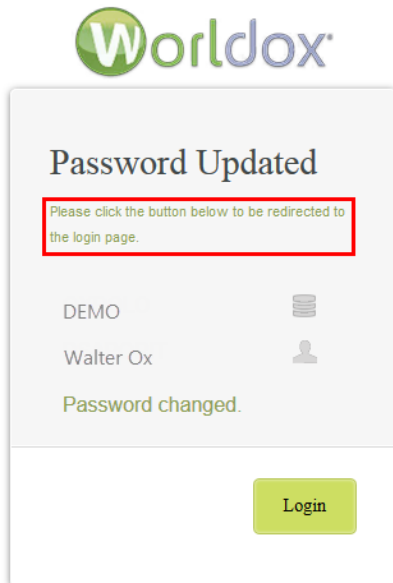 Worldox
Password Updated
Please click the button below to be redirected to
the login page.
DEMO
Walter Ox
Password changed.
Login